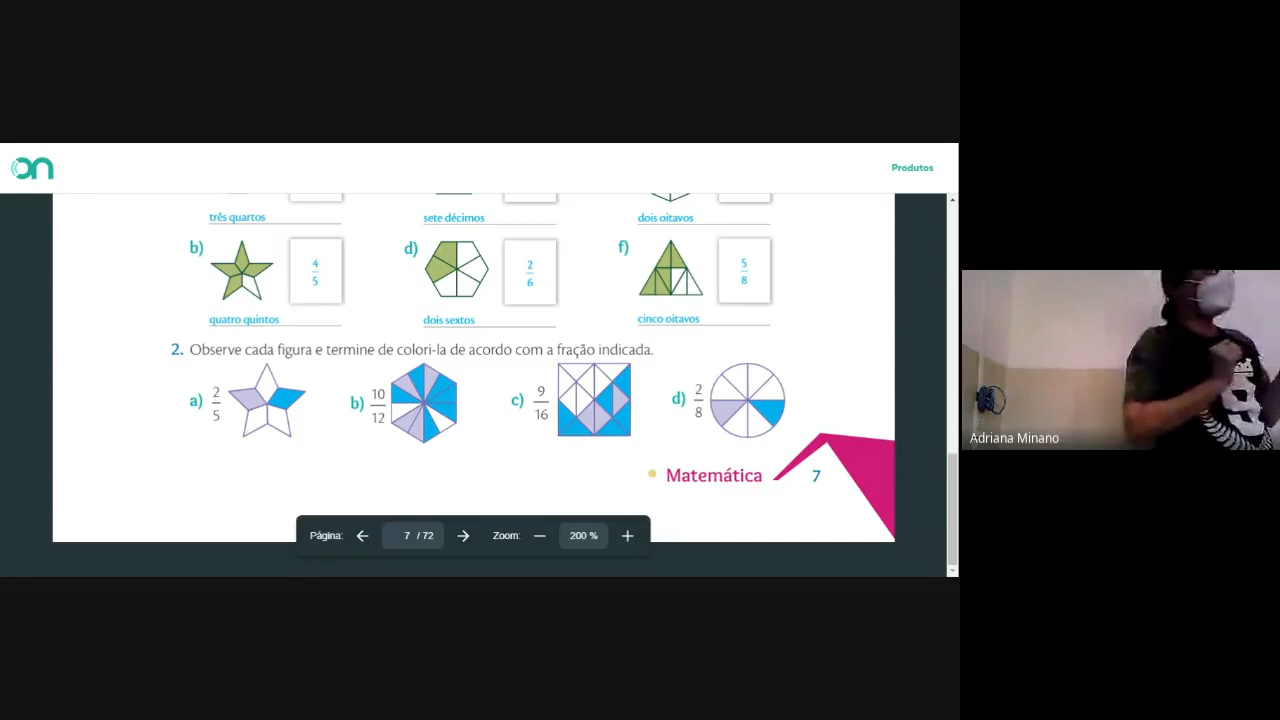 on
Produtos
três quartos
sete décimos
dois oitavos
b)
4
5
quatro quintos
d)
2
6
dois sextos
f)
5
8
cinco oitavos
2. Observe cada figura e termine de colori-la de acordo com a fração indicada.
a) 2
5
b) 10
12
c) 9
16
d) 2
8
Matemática 7
Página: 7 / 72 Zoom: 200 %
Adriana Minano